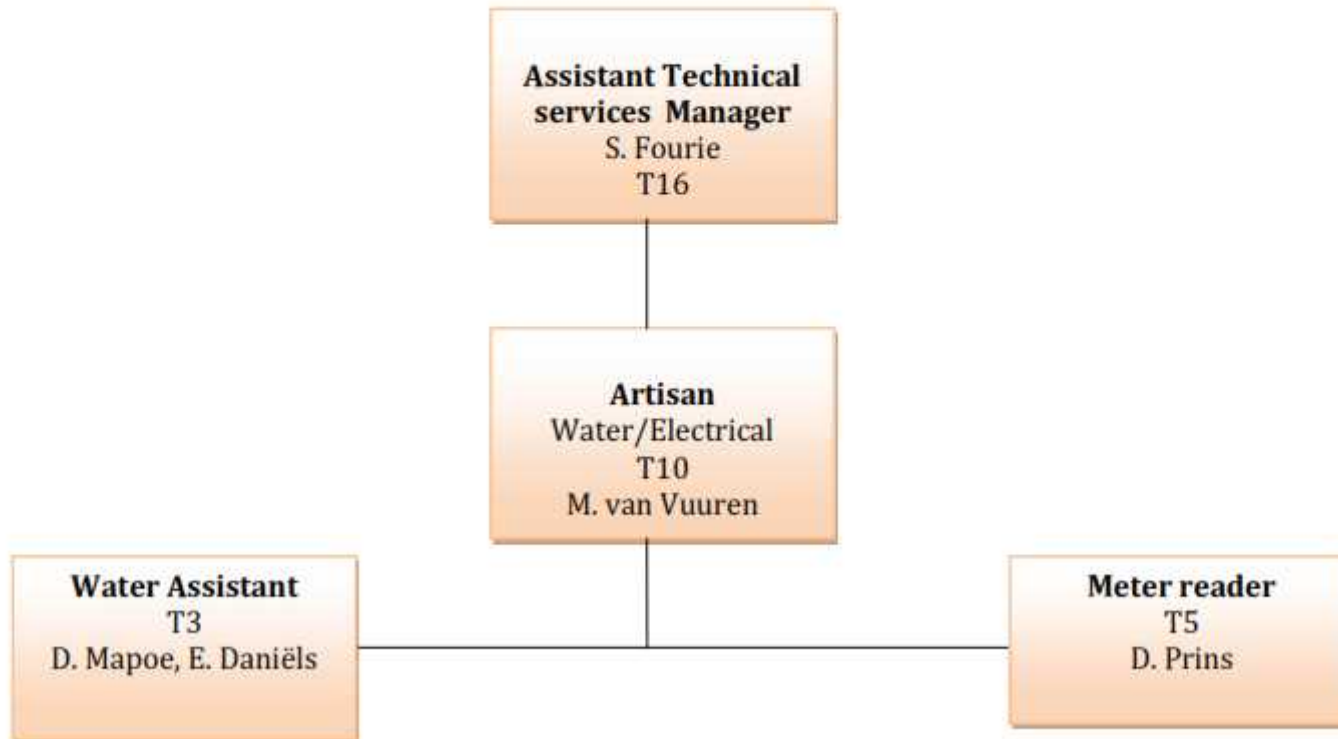 Assistant Technical
services Manager
S. Fourie
T16
Artisan
Water/Electrical
T10
M. van Vuuren
Water Assistant
T3
D. Mapoe, E. Daniëls
Meter reader
T5
D. Prins